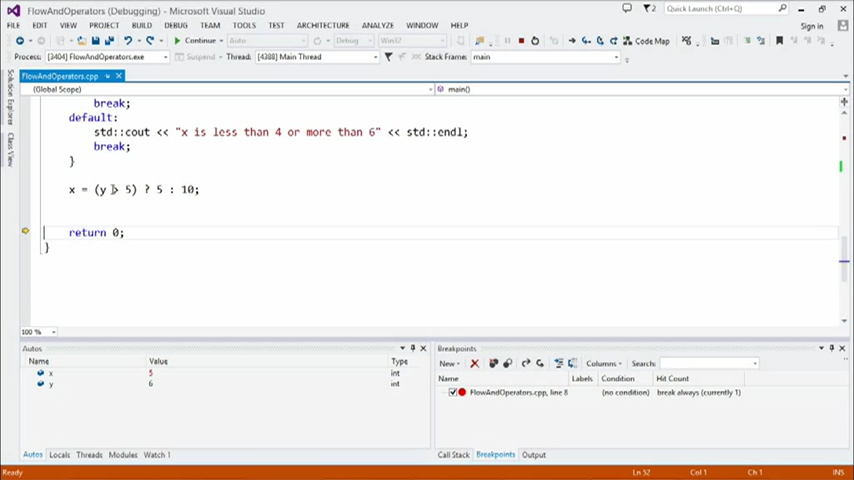 FlowAndOperators (Debugging) - Microsoft Visual Studio
Quick Launch (Ctrl+Q)
FILE EDIT VIEW PROJECT BUILD DEBUG TEAM TOOLS TEST ARCHITECTURE ANALYZE WINDOW HELP
Sign in
Continue Auto Debug Win32 Code Map
Process: [3404] FlowAndOperators.exe Suspend Thread: [4388] Main Thread Stack Frame: main
FlowAndOperators.cpp
(Global Scope) main()
Solution Explorer
Class View
break;
default:
std::cout << "x is less than 4 or more than 6" << std::endl;
break;
}
x = (y > 5) ? 5 : 10;
return 0;
}
100 %
Autos
Name Value Type
x 5 int
y 6 int
Autos Locals Threads Modules Watch 1
Breakpoints
New Columns Search:
Name Labels Condition Hit Count
FlowAndOperators.cpp, line 8 (no condition) break always (currently 1)
Call Stack Breakpoints Output
Ready Ln 52 Col 1 Ch 1